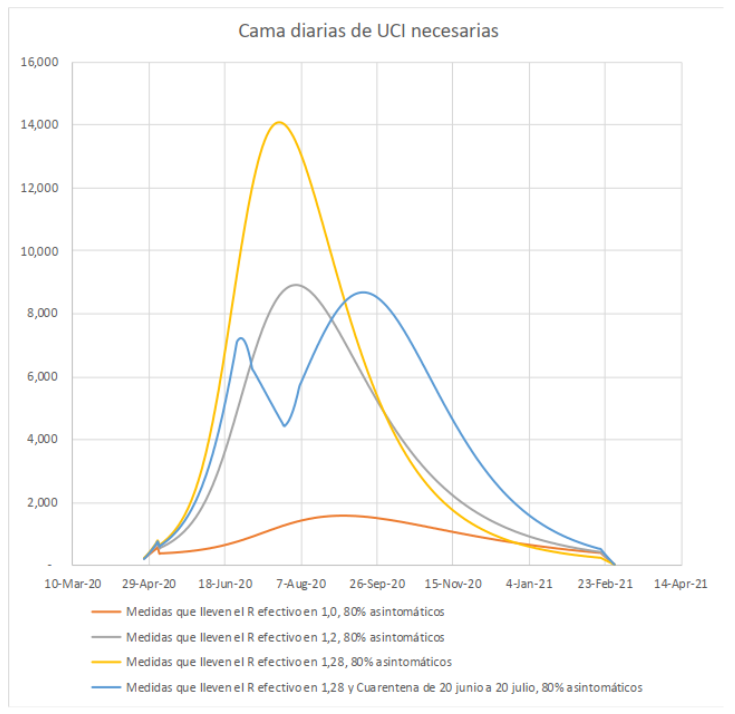 Cama diarias de UCI necesarias
16,000
14,000
12,000
10,000
8,000
6,000
4,000
2,000
-
10-Mar-20 29-Apr-20 18-Jun-20 7-Aug-20 26-Sep-20 15-Nov-20 4-Jan-21 23-Feb-21 14-Apr-21
Medidas que lleven el R efectivo en 1,0, 80% asintomáticos
Medidas que lleven el R efectivo en 1,2, 80% asintomáticos
Medidas que lleven el R efectivo en 1,28, 80% asintomáticos
Medidas que lleven el R efectivo en 1,28 y Cuarentena de 20 junio a 20 julio, 80% asintomáticos